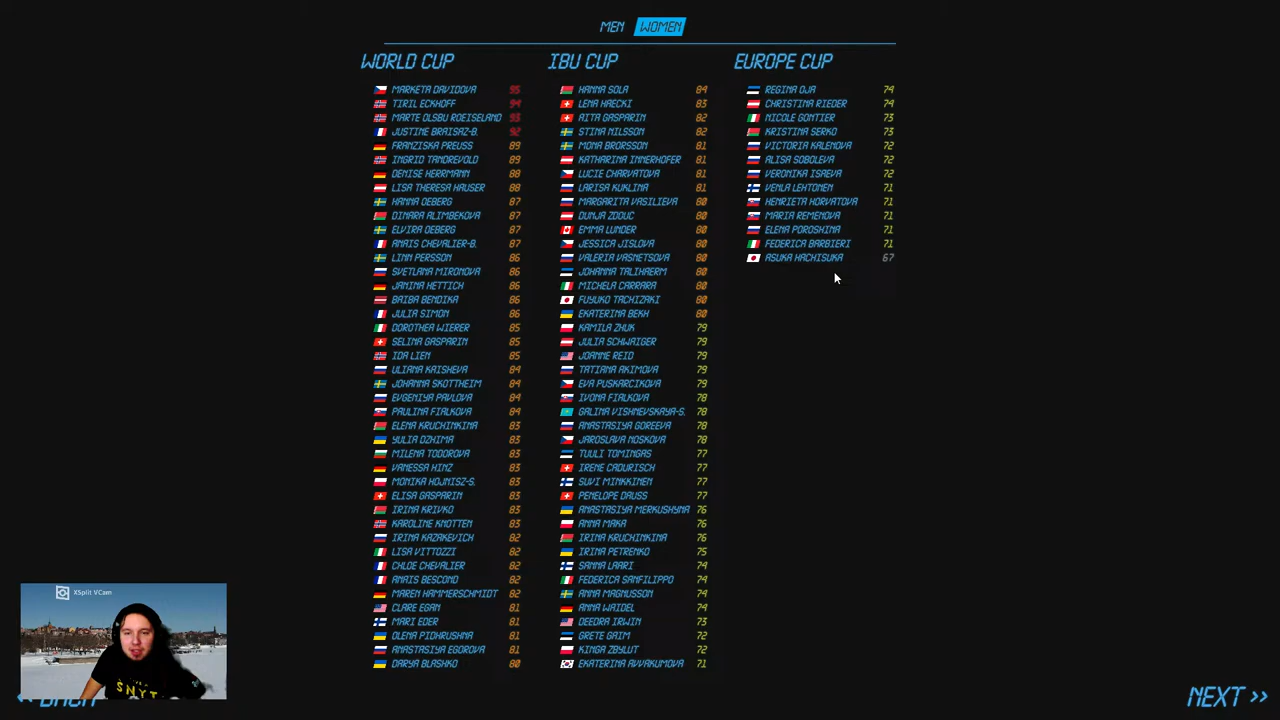 MEN WOMEN
WORLD CUP
MARKETA DAVIDOVA 95
TIRIL ECKHOFF 94
MARTE OLSBU ROEISELAND 93
JUSTINE BRAISAZ-B. 92
FRANZISKA PREUSS 89
INGRID TANDREVOLD 89
DENISE HERRMANN 88
LISA THERESA HAUSER 88
HANNA OEBERG 87
DINARA ALIMBEKOVA 87
ELVIRA OEBERG 87
ANAIS CHEVALIER-B. 87
LINN PERSSON 86
SVETLANA MIRONOVA 86
JANINA HETTICH 86
BAIBA BENDIKA 86
JULIA SIMON 86
DOROTHEA WIERER 85
SELINA GASPARIN 85
IDA LIEN 85
ULIANA KAISHEVA 84
JOHANNA SKOTTHEIM 84
EVGENIYA PAVLOVA 84
PAULINA FIALKOVA 84
ELENA KRUCHINKINA 83
YULIA DZHIMA 83
MILENA TODOROVA 83
VANESSA HINZ 83
MONIKA HOJNISZ-S. 83
ELISA GASPARIN 83
IRINA KRIVKO 83
KAROLINE KNOTTEN 83
IRINA KAZAKEVICH 82
LISA VITTOZZI 82
CHLOE CHEVALIER 82
ANAIS BESCOND 82
MAREN HAMMERSCHMIDT 82
CLARE EGAN 81
MARI EDER 81
OLENA PIDHRUSHNA 81
ANASTASIYA EGOROVA 81
DARYA BLASHKO 80
IBU CUP
HANNA SOLA 84
LENA HAECKI 83
AITA GASPARIN 82
STINA NILSSON 82
MONA BRORSSON 81
KATHARINA INNERHOFER 81
LUCIE CHARVATOVA 81
LARISA KUKLINA 81
MARGARITA VASILIEVA 80
DUNJA ZDOUC 80
EMMA LUNDER 80
JESSICA JISLOVA 80
VALERIA VASNETSOVA 80
JOHANNA TALIHAERM 80
MICHELA CARRARA 80
FUYUKO TACHIZAKI 80
EKATERINA BEKH 80
KAMILA ZHUK 79
JULIA SCHWAIGER 79
JOANNE REID 79
TATIANA AKIMOVA 79
EVA PUSKARCIKOVA 79
IVONA FIALKOVA 78
GALINA VISHNEVSKAYA-S. 78
ANASTASIYA GOREEVA 78
JAROSLAVA NOSKOVA 78
TUULI TOMINGAS 77
IRENE CADURISCH 77
SUVI MINKKINEN 77
PENELOPE DAUSS 77
ANASTASIYA MERKUSHYNA 76
ANNA MAKA 76
IRINA KRUCHINKINA 76
IRINA PETRENKO 75
SANNA LAARI 74
FEDERICA SANFILIPPO 74
ANNA MAGNUSSON 74
ANNA WAIDEL 74
DEEDRA IRWIN 73
GRETE GAIM 72
KINGA ZBYLUT 72
EKATERINA AVVAKUMOVA 71
EUROPE CUP
REGINA OJA 74
CHRISTINA RIEDER 74
NICOLE GONTIER 73
KRISTINA SERKO 73
VICTORIA KALENOVA 72
ALISA SOBOLEVA 72
VERONIKA ISAEVA 72
VENLA LEHTONEN 71
HENRIETA HORVATOVA 71
MARIA REMENOVA 71
ELENA POROSHINA 71
FEDERICA BARBIERI 71
ASUKA HACHISUKA 67
XSplit VCam
SNYT
NEXT >>